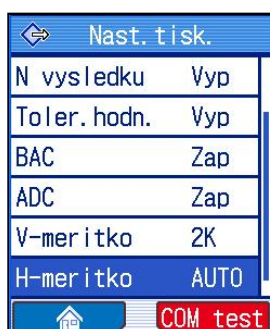 Nast.tisk.
N vysledku Vyp
Toler.hodn. Vyp
BAC Zap
ADC Zap
V-meritko 2K
H-meritko AUTO
COM test